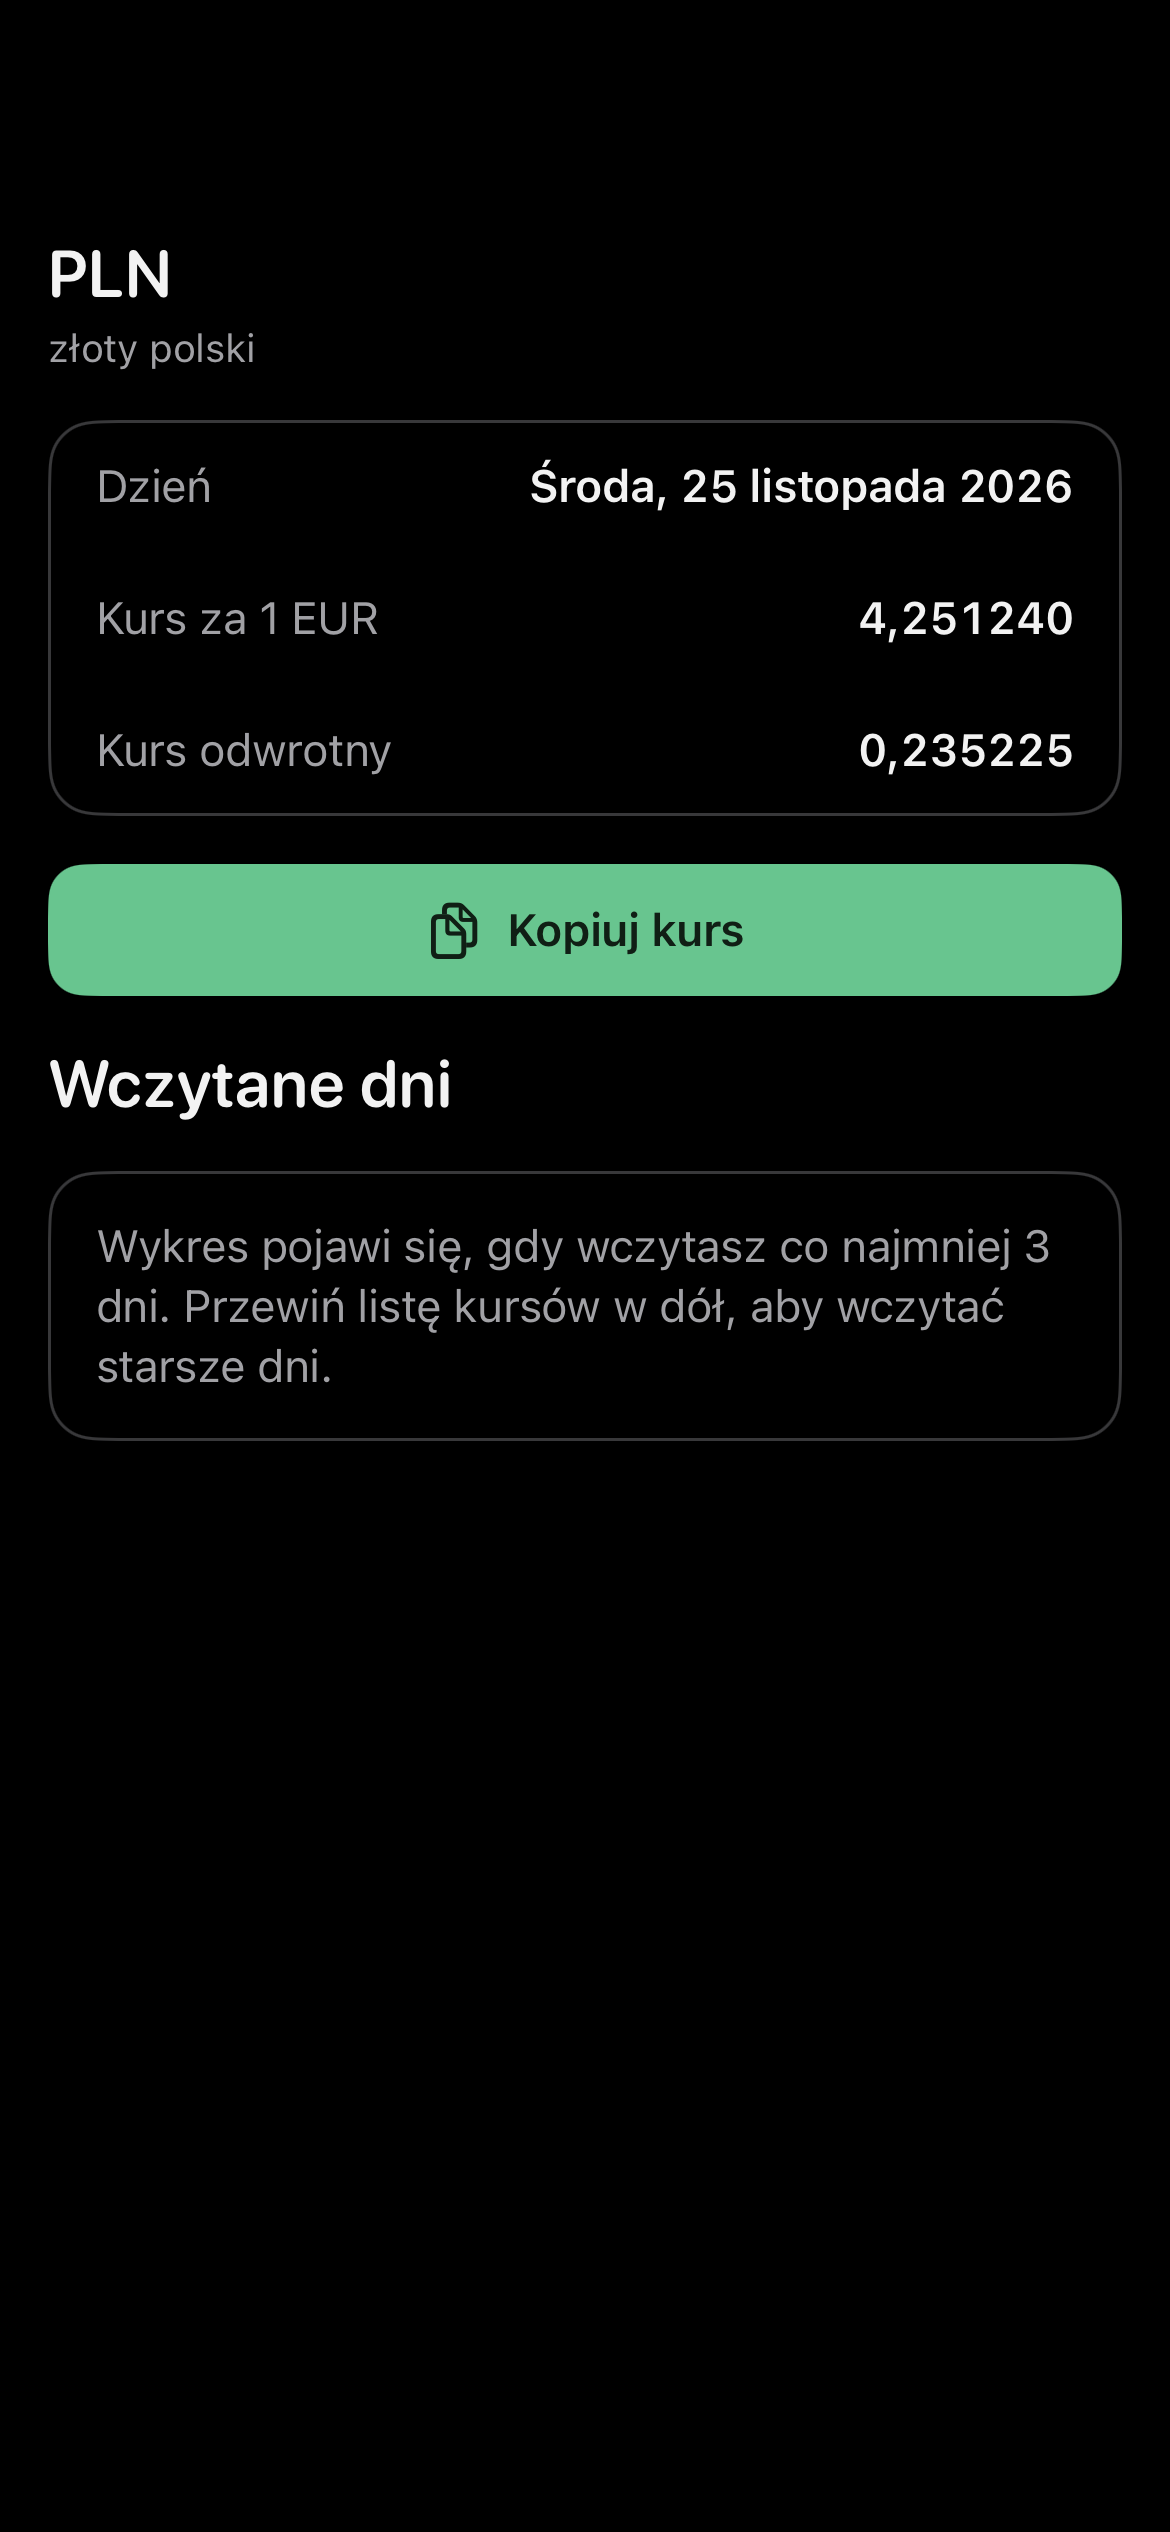 PLN
złoty polski
Dzień Środa, 25 listopada 2026
Kurs za 1 EUR 4,251240
Kurs odwrotny 0,235225
Kopiuj kurs
Wczytane dni
Wykres pojawi się, gdy wczytasz co najmniej 3
dni. Przewiń listę kursów w dół, aby wczytać
starsze dni.